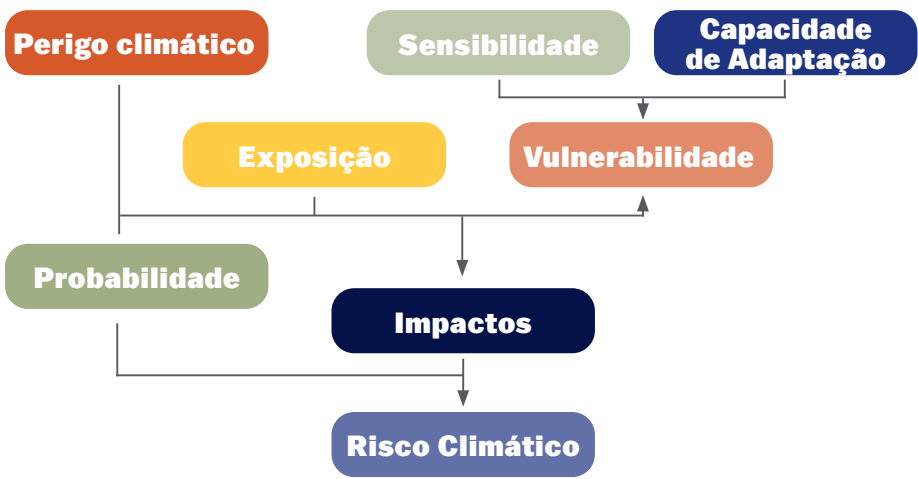 Perigo climático
Sensibilidade
Capacidade
de Adaptação
Exposição
Vulnerabilidade
Probabilidade
Impactos
Risco Climático